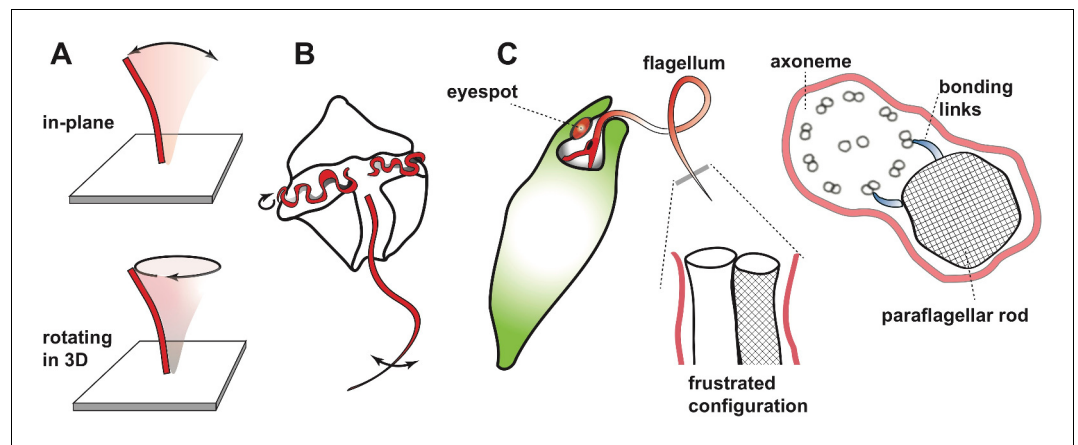 A
in-plane
rotating
in 3D
B
C
eyespot
flagellum
frustrated
configuration
axoneme
bonding
links
paraflagellar rod